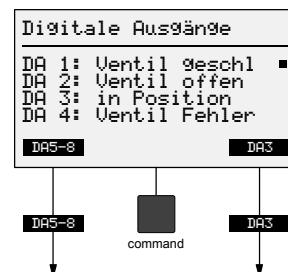 Digitale Ausgänge
DA 1: Ventil geschl
DA 2: Ventil offen
DA 3: in Position
DA 4: Ventil Fehler
DA5-8 DA3
DA5-8 DA3
command